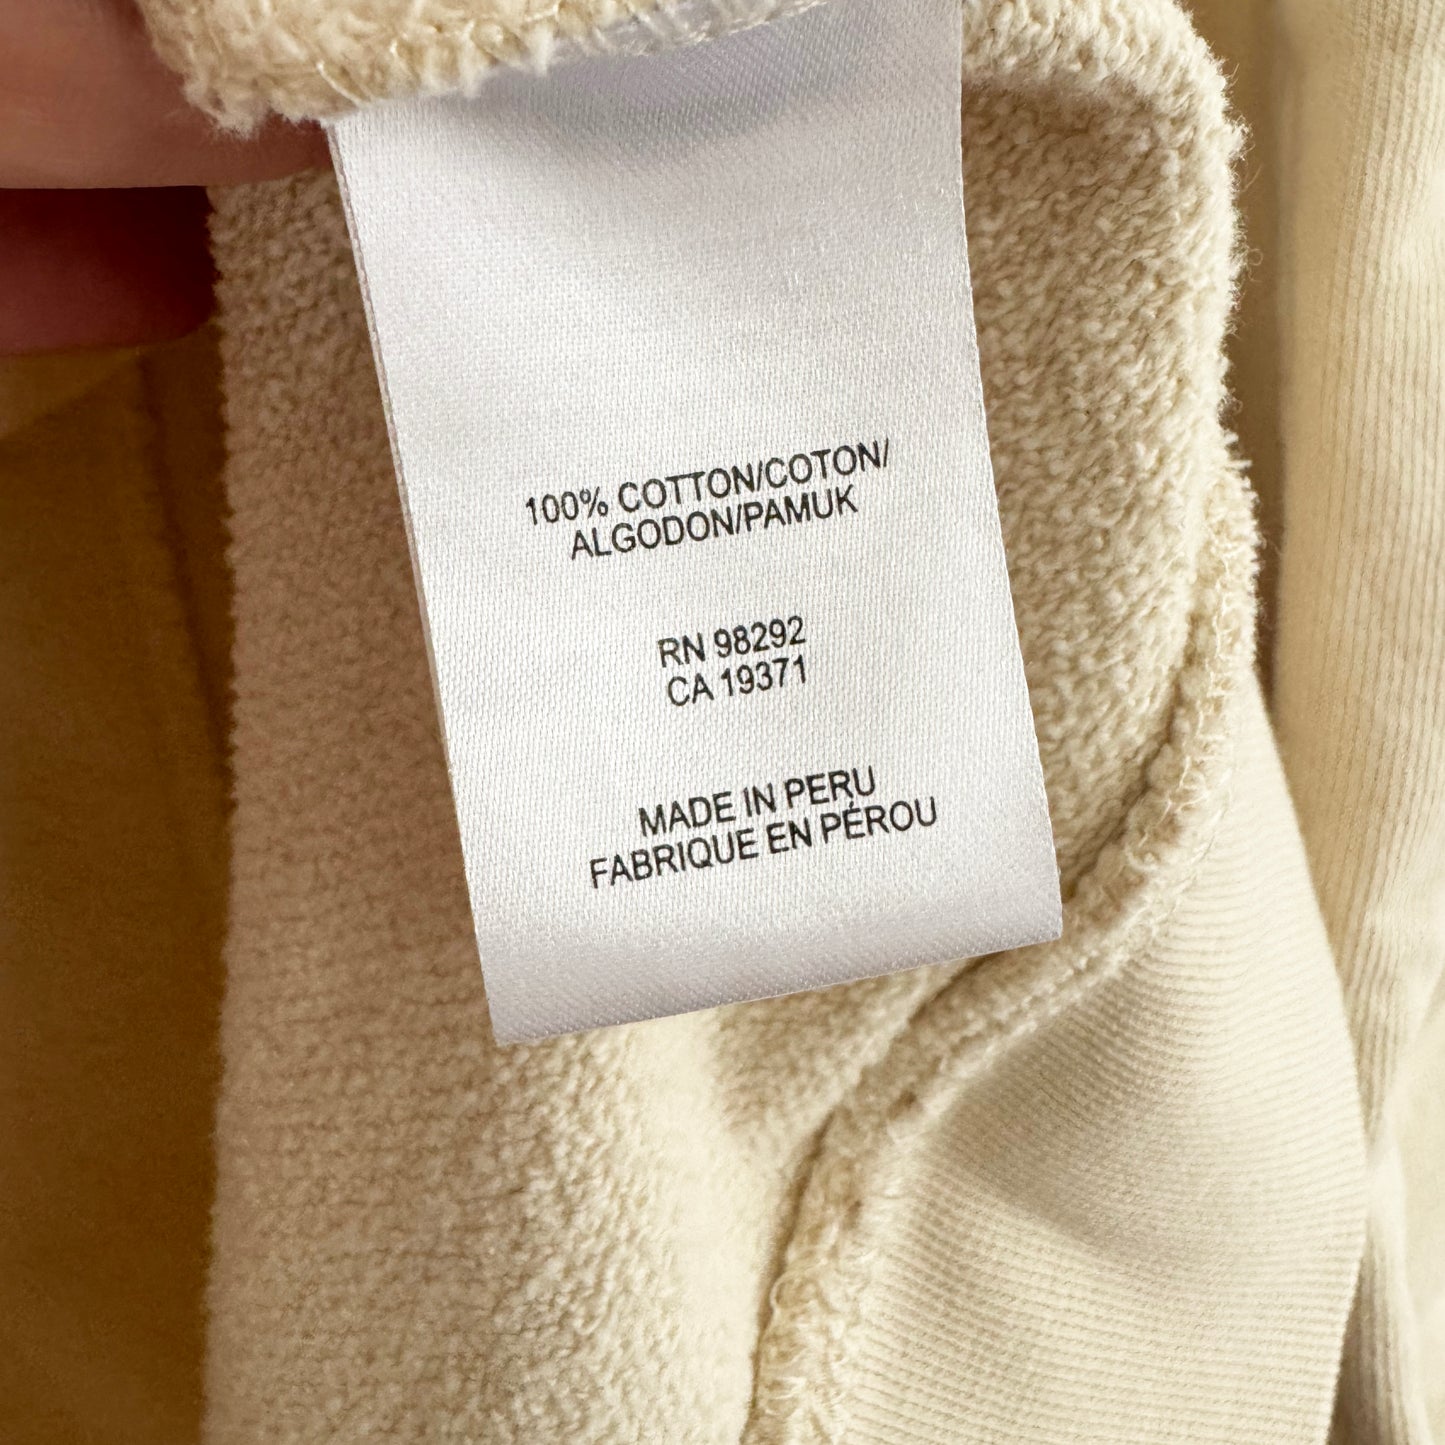 100% COTTON/COTON/
ALGODON/PAMUK
RN 98292
CA 19371
MADE IN PERU
FABRIQUE EN PÉROU